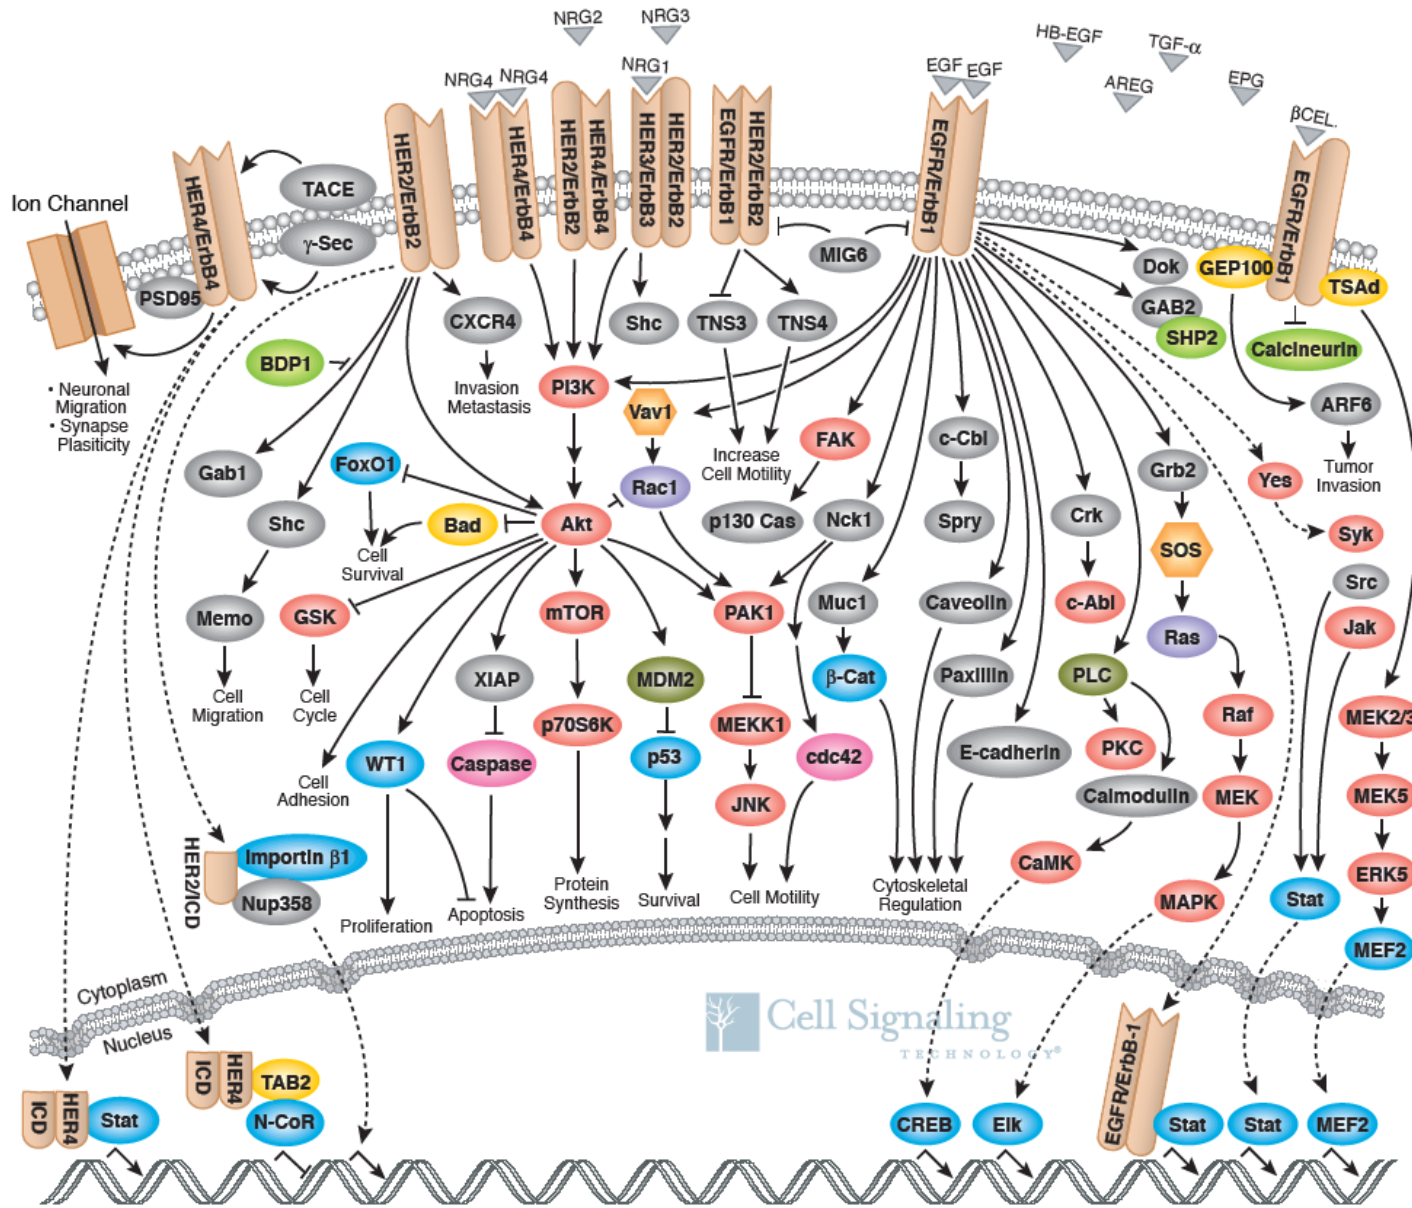 NRG2
NRG3
HB-EGF
TGF-α
NRG4
NRG4
NRG1
EGF
EGF
AREG
EPG
βCEL.
HER2/ErbB2
HER4/ErbB4
HER2/ErbB2
HER4/ErbB4
HER3/ErbB3
HER2/ErbB2
EGFR/ErbB1
HER2/ErbB2
EGFR/ErbB1
EGFR/ErbB1
HER4/ErbB4
TACE
γ-Sec
Ion Channel
PSD95
MIG6
Dok
GEP100
TSAd
GAB2
SHP2
Calcineurin
CXCR4
Shc
TNS3
TNS4
BDP1
• Neuronal
Migration
• Synapse
Plasiticity
Invasion
Metastasis
PI3K
Vav1
ARF6
FAK
c-Cbl
Increase
Cell Motility
Gab1
FoxO1
Rac1
Grb2
Yes
Tumor
Invasion
Shc
Bad
Akt
p130 Cas
Nck1
Spry
Crk
SOS
Syk
Cell
Survival
Src
Memo
GSK
mTOR
PAK1
Muc1
Caveolin
c-Abl
Ras
Jak
XIAP
MDM2
β-Cat
Paxillin
PLC
Cell
Migration
Cell
Cycle
p70S6K
MEKK1
Raf
MEK2/3
WT1
Caspase
p53
cdc42
E-cadherin
PKC
Cell
Adhesion
JNK
Calmodulin
MEK
MEK5
HER2/ICD
Importin β1
Nup358
CaMK
ERK5
Protein
Synthesis
Survival
Cell Motility
Cytoskeletal
Regulation
MAPK
Stat
Proliferation
Apoptosis
MEF2
Cytoplasm
Nucleus
Cell Signaling
TECHNOLOGY®
ICD
HER4
TAB2
N-CoR
ICD
HER4
Stat
CREB
Elk
EGFR/ErbB-1
Stat
Stat
MEF2